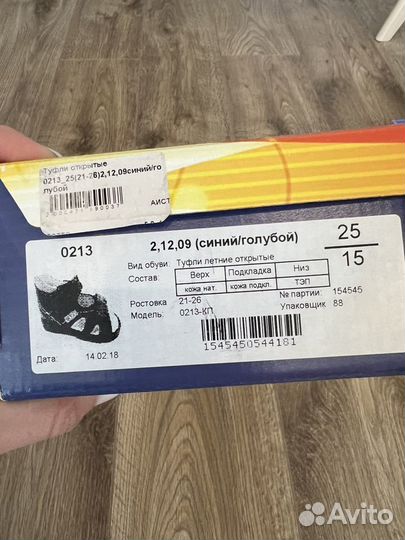 Туфли открытые
0213_25(21-26)2,12,09синий/го
лубой
АИСТ
0213
2,12,09 (синий/голубой)
25
15
Вид обуви: Туфли летние открытые
Состав: Верх Подкладка Низ
кожа нат. кожа подкл. ТЭП
Ростовка 21-26 № партии: 154545
Модель: 0213-КП Упаковщик 88
1545450544181
Дата: 14.02.18
Avito